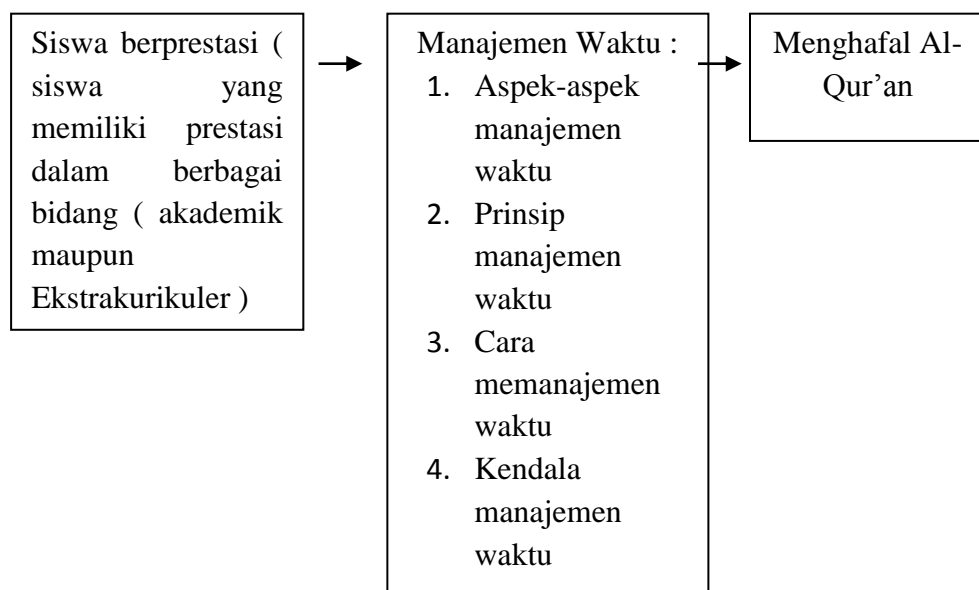 Siswa berprestasi (
siswa yang
memiliki prestasi
dalam berbagai
bidang ( akademik
maupun
Ekstrakurikuler )
Manajemen Waktu :
1. Aspek-aspek
manajemen
waktu
2. Prinsip
manajemen
waktu
3. Cara
memanajemen
waktu
4. Kendala
manajemen
waktu
Menghafal Al-
Qur’an